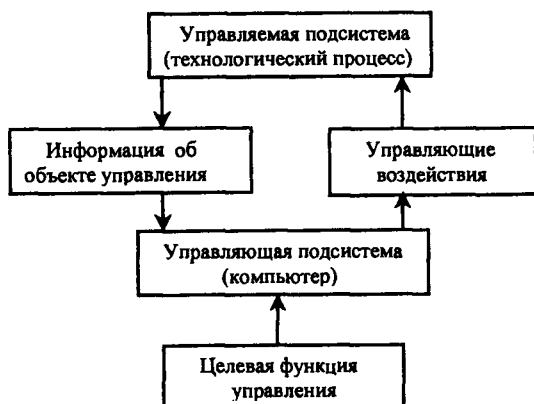 Управляемая подсистема
(технологический процесс)
Информация об
объекте управления
Управляющие
воздействия
Управляющая подсистема
(компьютер)
Целевая функция
управления